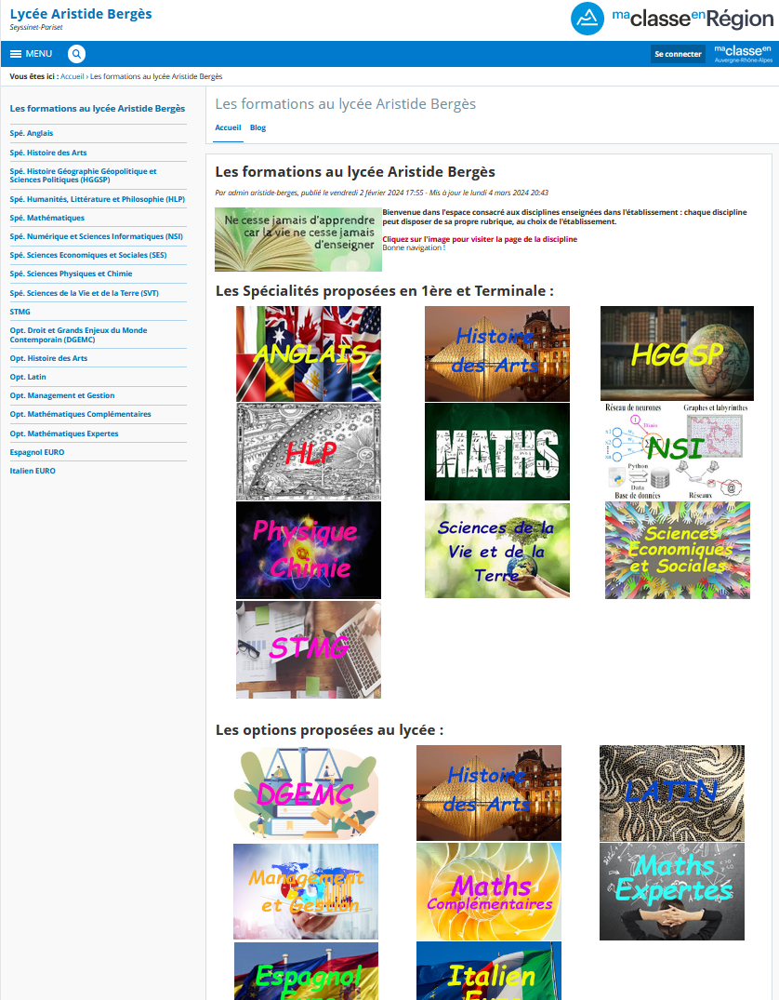 Lycée Aristide Bergès
Seyssinet-Pariset
ma classe en Région
MENU
Se connecter
ma classe en
Auvergne-Rhône-Alpes
Vous êtes ici : Accueil › Les formations au lycée Aristide Bergès
Les formations au lycée Aristide Bergès
Spé. Anglais
Spé. Histoire des Arts
Spé. Histoire Géographie Géopolitique et
Sciences Politiques (HGGSP)
Spé. Humanités, Littérature et Philosophie (HLP)
Spé. Mathématiques
Spé. Numérique et Sciences Informatiques (NSI)
Spé. Sciences Economiques et Sociales (SES)
Spé. Sciences Physiques et Chimie
Spé. Sciences de la Vie et de la Terre (SVT)
STMG
Opt. Droit et Grands Enjeux du Monde
Contemporain (DGEMC)
Opt. Histoire des Arts
Opt. Latin
Opt. Management et Gestion
Opt. Mathématiques Complémentaires
Opt. Mathématiques Expertes
Espagnol EURO
Italien EURO
Les formations au lycée Aristide Bergès
Accueil
Blog
Les formations au lycée Aristide Bergès
Par admin aristide-berges, publié le vendredi 2 février 2024 17:55 - Mis à jour le lundi 4 mars 2024 20:43
Ne cesse jamais d'apprendre
car la vie ne cesse jamais
d'enseigner
Bienvenue dans l'espace consacré aux disciplines enseignées dans l'établissement : chaque discipline
peut disposer de sa propre rubrique, au choix de l'établissement.
Cliquez sur l'image pour visiter la page de la discipline
Bonne navigation !
Les Spécialités proposées en 1ère et Terminale :
ANGLAIS
Histoire
des Arts
HGGSP
HLP
MATHS
Réseau de neurones
Graphes et labyrinthes
NSI
Python
Data
Base de données
Réseaux
Physique
Chimie
Sciences de la
Vie et de la
Terre
Sciences
Economiques
et Sociales
STMG
Les options proposées au lycée :
DGEMC
Histoire
des Arts
LATIN
Management
et Gestion
Maths
Complémentaires
Maths
Expertes
Espagnol
Euro
Italien
Euro